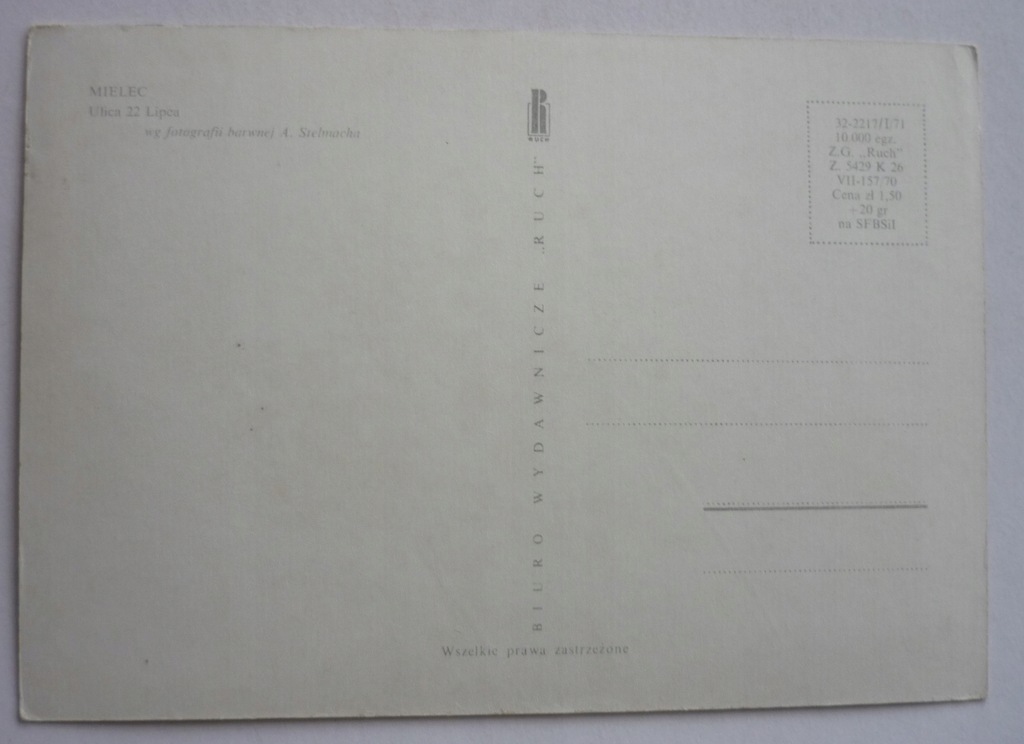 MIELEC
Ulica 22 Lipca
wg fotografii barwnej A. Stelmacha
R
RUCH
BIURO WYDAWNICZE „RUCH"
32-2217/I/71
10.000 egz.
Z.G. „Ruch"
Z. 5429 K 26
VII-157/70
Cena zł 1,50
+20 gr
na SFBSiI
Wszelkie prawa zastrzeżone